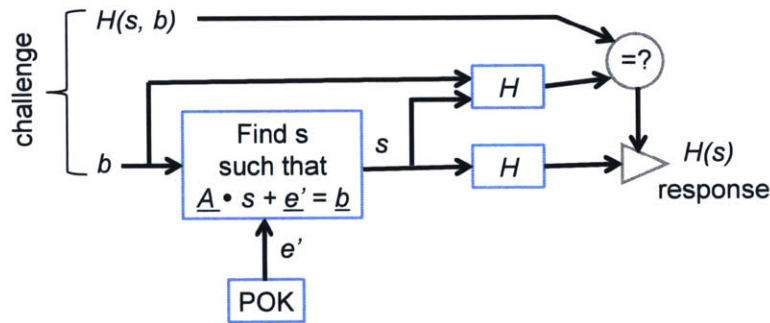 H(s, b)
challenge
b
Find s
such that
A • s + e' = b
s
H
H
=?
H(s)
response
e'
POK